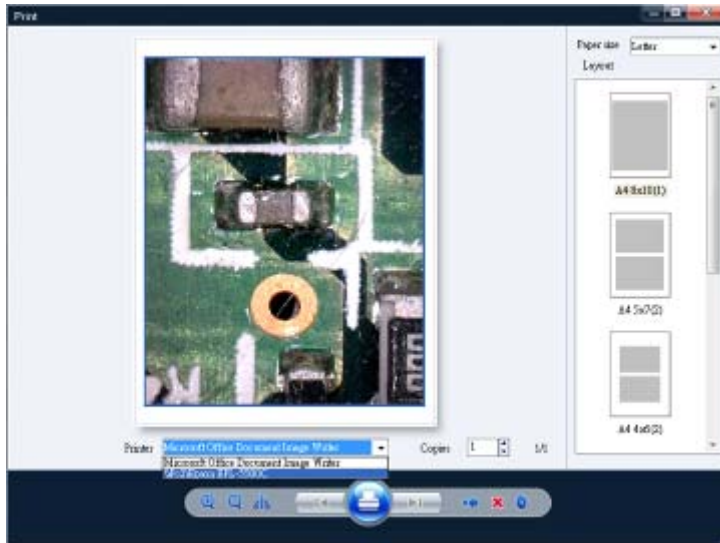 Print
Paper size Letter
Layout
A4 8x10(1)
A4 5x7(2)
A4 4x6(2)
Printer Microsoft Office Document Image Writer Copies 1 1/1
Microsoft Office Document Image Writer